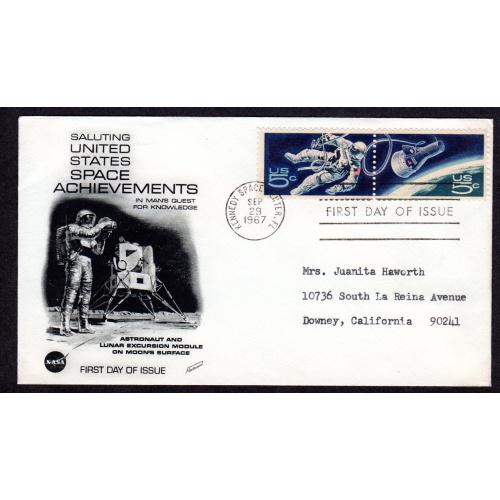 SALUTING
UNITED
STATES
SPACE
ACHIEVEMENTS
IN MAN'S QUEST
FOR KNOWLEDGE
ASTRONAUT AND
LUNAR EXCURSION MODULE
ON MOON'S SURFACE
NASA
FIRST DAY OF ISSUE
KENNEDY SPACE CENTER, FL
SEP
29
1967
US
5c
US
5c
FIRST DAY OF ISSUE
Mrs. Juanita Haworth
10736 South La Reina Avenue
Downey, California 90241